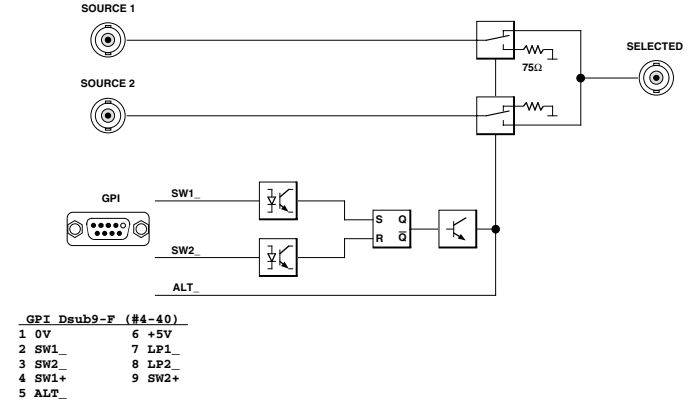 SOURCE 1
SELECTED
75Ω
SOURCE 2
GPI
SW1_
S Q
R Q̅
SW2_
ALT_
GPI Dsub9-F (#4-40)
1 0V 6 +5V
2 SW1_ 7 LP1_
3 SW2_ 8 LP2_
4 SW1+ 9 SW2+
5 ALT_